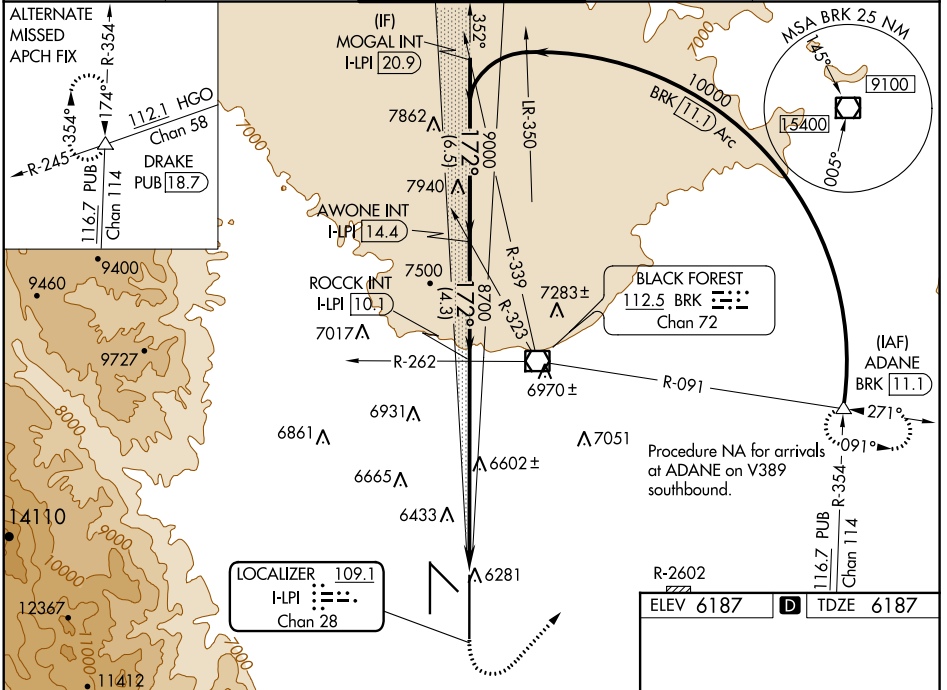 ALTERNATE
MISSED
APCH FIX
R-354
354°
174°
112.1 HGO
Chan 58
R-245
DRAKE
PUB 18.7
116.7 PUB
Chan 114
7000
(IF)
MOGAL INT
I-LPI 20.9
352°
LR-350
7000
10000
BRK 11.1 Arc
MSA BRK 25 NM
145°
9100
15400
005°
7862
172°
9000
(6.5)
7940
AWONE INT
I-LPI 14.4
R-339
R-323
7500
8700
172°
(4.3)
ROCCK INT
I-LPI 10.1
7017
7283±
BLACK FOREST
112.5 BRK
Chan 72
R-262
6970±
R-091
(IAF)
ADANE
BRK 11.1
271°
091°
9460
9400
9727
8000
7000
6931
6861
7051
6602±
6665
6433
Procedure NA for arrivals
at ADANE on V389
southbound.
R-354
116.7 PUB
Chan 114
14110
9000
10000
12367
11000
11412
7000
LOCALIZER 109.1
I-LPI
Chan 28
6281
R-2602
ELEV 6187 D TDZE 6187